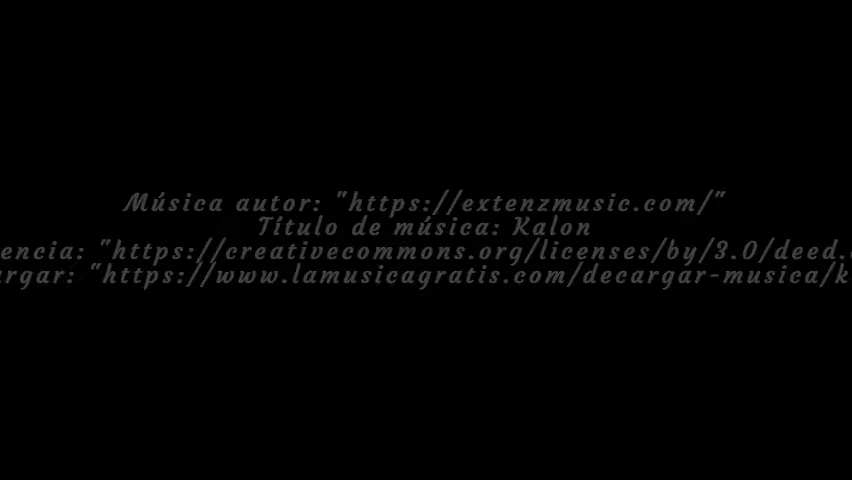 Música autor: "https://extenzmusic.com/"
Título de música: Kalon
encia: "https://creativecommons.org/licenses/by/3.0/deed.
argar: "https://www.lamusicagratis.com/decargar-musica/k